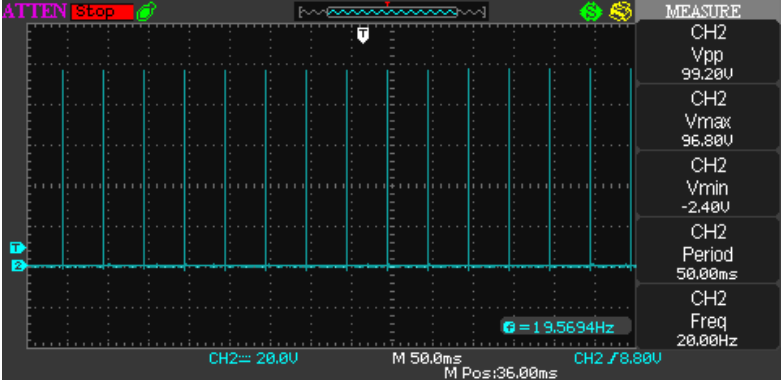 ATTEN Stop S MEASURE
T
CH2
Vpp
99.20V
CH2
Vmax
96.80V
CH2
Vmin
-2.40V
CH2
Period
50.00ms
CH2
Freq
20.00Hz
T
2
f = 19.5694Hz
CH2 20.0V M 50.0ms CH2 8.80V
M Pos:36.00ms